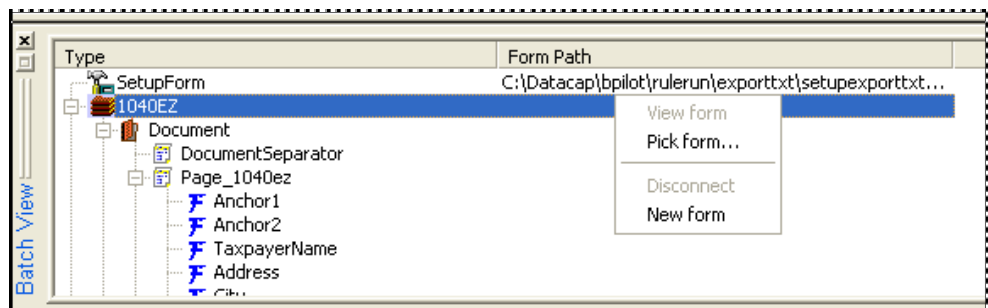 Type Form Path
SetupForm C:\Datacap\bpilot\rulerun\exporttxt\setupexporttxt...
1040EZ
View form
Document
Pick form...
DocumentSeparator
Page_1040ez
Disconnect
Anchor1
New form
Anchor2
TaxpayerName
Address
Batch View